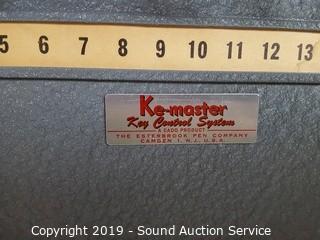 5 6 7 8 9 10 11 12 13
Ke-master
Key Control System
A CADO PRODUCT
THE ESTERBROOK PEN COMPANY
CAMDEN 1, N.J., U.S.A.
Copyright 2019 - Sound Auction Service